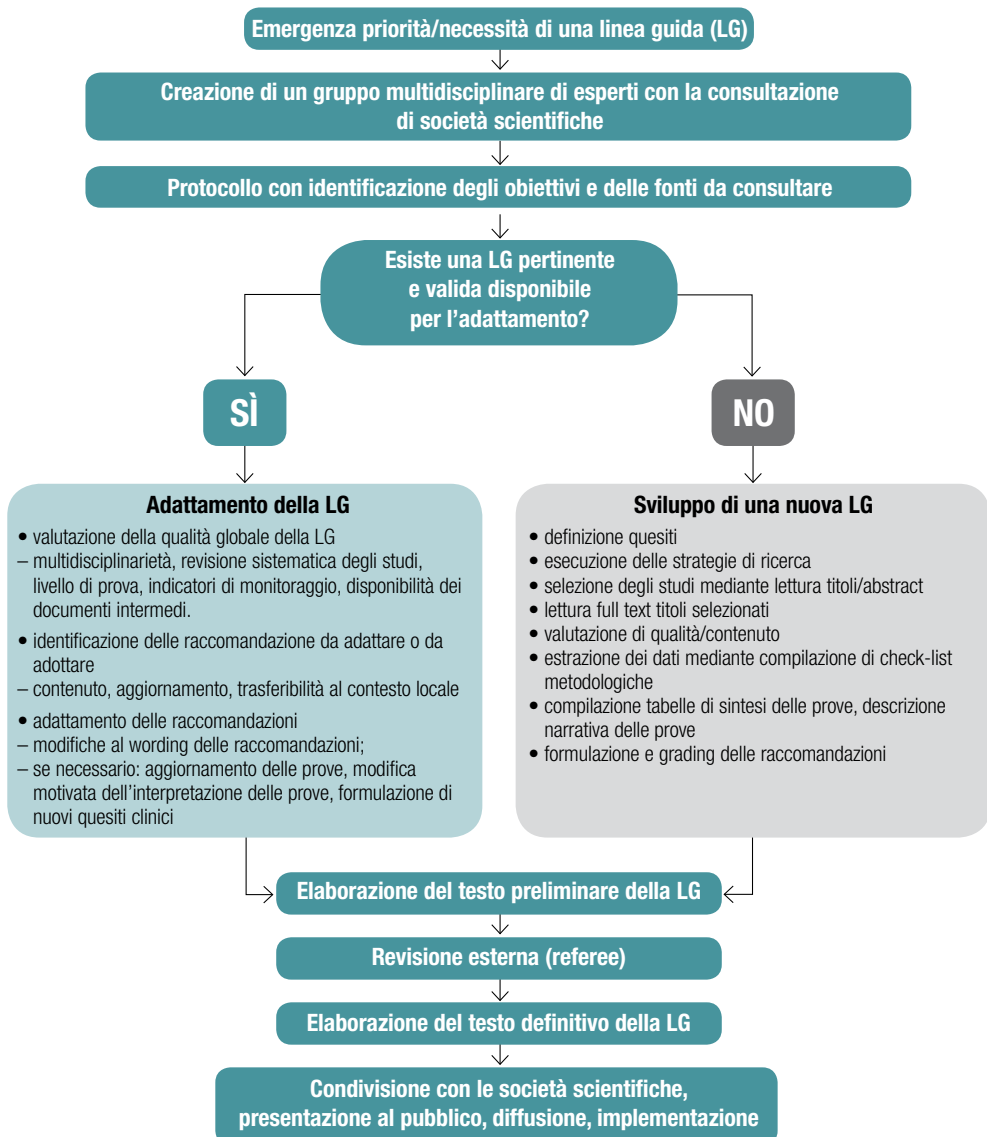 Emergenza priorità/necessità di una linea guida (LG)
Creazione di un gruppo multidisciplinare di esperti con la consultazione
di società scientifiche
Protocollo con identificazione degli obiettivi e delle fonti da consultare
Esiste una LG pertinente
e valida disponibile
per l'adattamento?
SÌ
NO
Adattamento della LG
• valutazione della qualità globale della LG
– multidisciplinarietà, revisione sistematica degli studi,
livello di prova, indicatori di monitoraggio, disponibilità dei
documenti intermedi.
• identificazione delle raccomandazione da adattare o da
adottare
– contenuto, aggiornamento, trasferibilità al contesto locale
• adattamento delle raccomandazioni
– modifiche al wording delle raccomandazioni;
– se necessario: aggiornamento delle prove, modifica
motivata dell'interpretazione delle prove, formulazione di
nuovi quesiti clinici
Sviluppo di una nuova LG
• definizione quesiti
• esecuzione delle strategie di ricerca
• selezione degli studi mediante lettura titoli/abstract
• lettura full text titoli selezionati
• valutazione di qualità/contenuto
• estrazione dei dati mediante compilazione di check-list
metodologiche
• compilazione tabelle di sintesi delle prove, descrizione
narrativa delle prove
• formulazione e grading delle raccomandazioni
Elaborazione del testo preliminare della LG
Revisione esterna (referee)
Elaborazione del testo definitivo della LG
Condivisione con le società scientifiche,
presentazione al pubblico, diffusione, implementazione